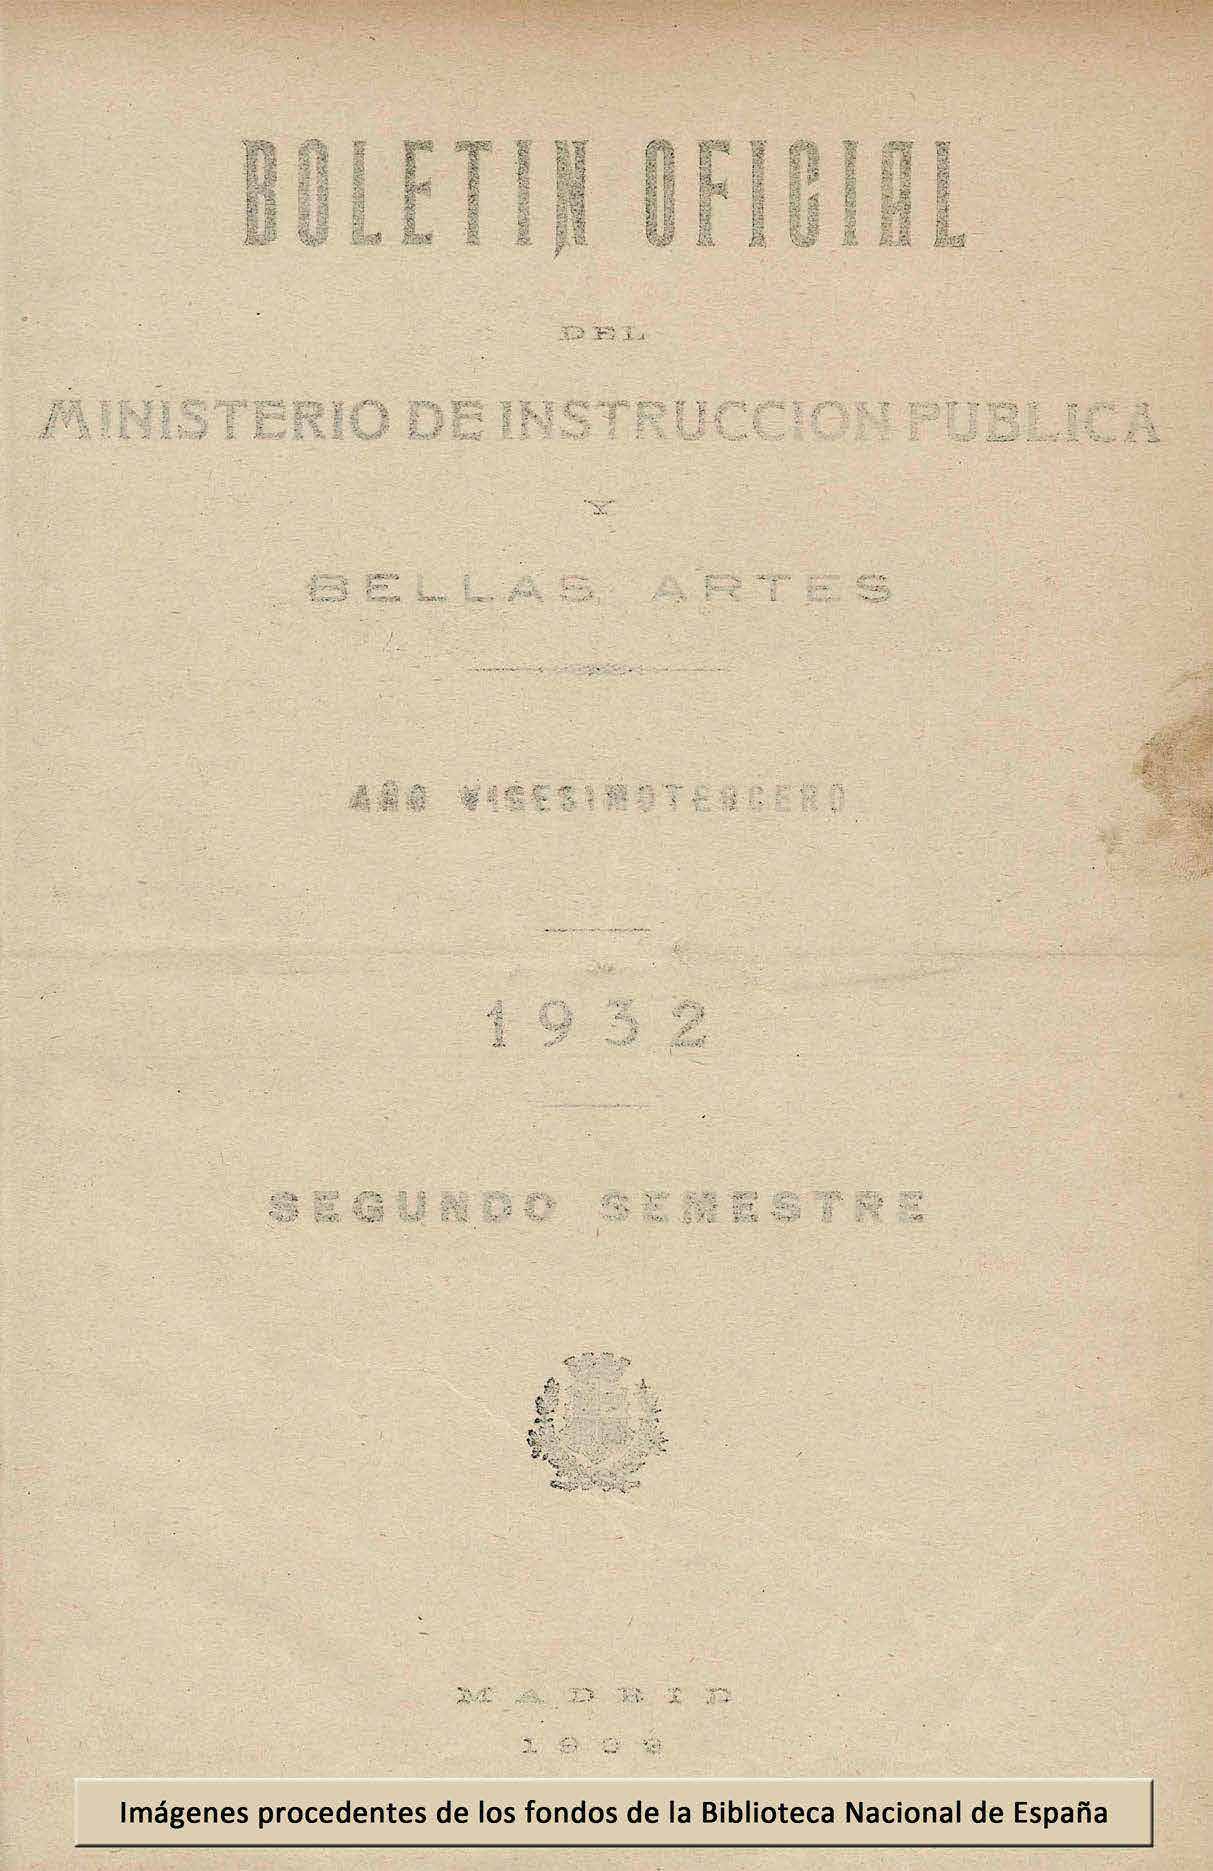 BOLETIN OFICIAL
DEL
MINISTERIO DE INSTRUCCION PUBLICA
Y
BELLAS ARTES
AÑO VIGESIMOTERCERO
1932
SEGUNDO SEMESTRE
MADRID
Imágenes procedentes de los fondos de la Biblioteca Nacional de España